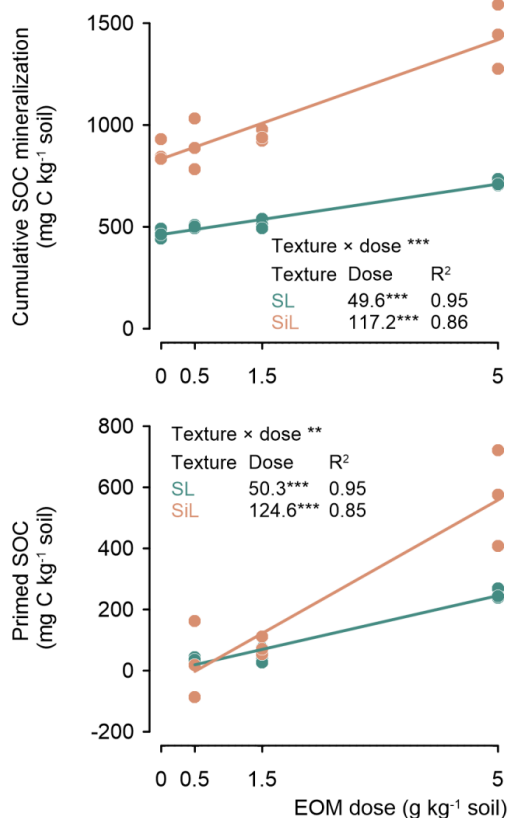 Cumulative SOC mineralization
(mg C kg⁻¹ soil)
1500
1000
500
0
Texture × dose ***
Texture Dose R²
SL 49.6*** 0.95
SiL 117.2*** 0.86
0 0.5 1.5 5
Primed SOC
(mg C kg⁻¹ soil)
800
600
400
200
0
-200
Texture × dose **
Texture Dose R²
SL 50.3*** 0.95
SiL 124.6*** 0.85
0 0.5 1.5 5
EOM dose (g kg⁻¹ soil)